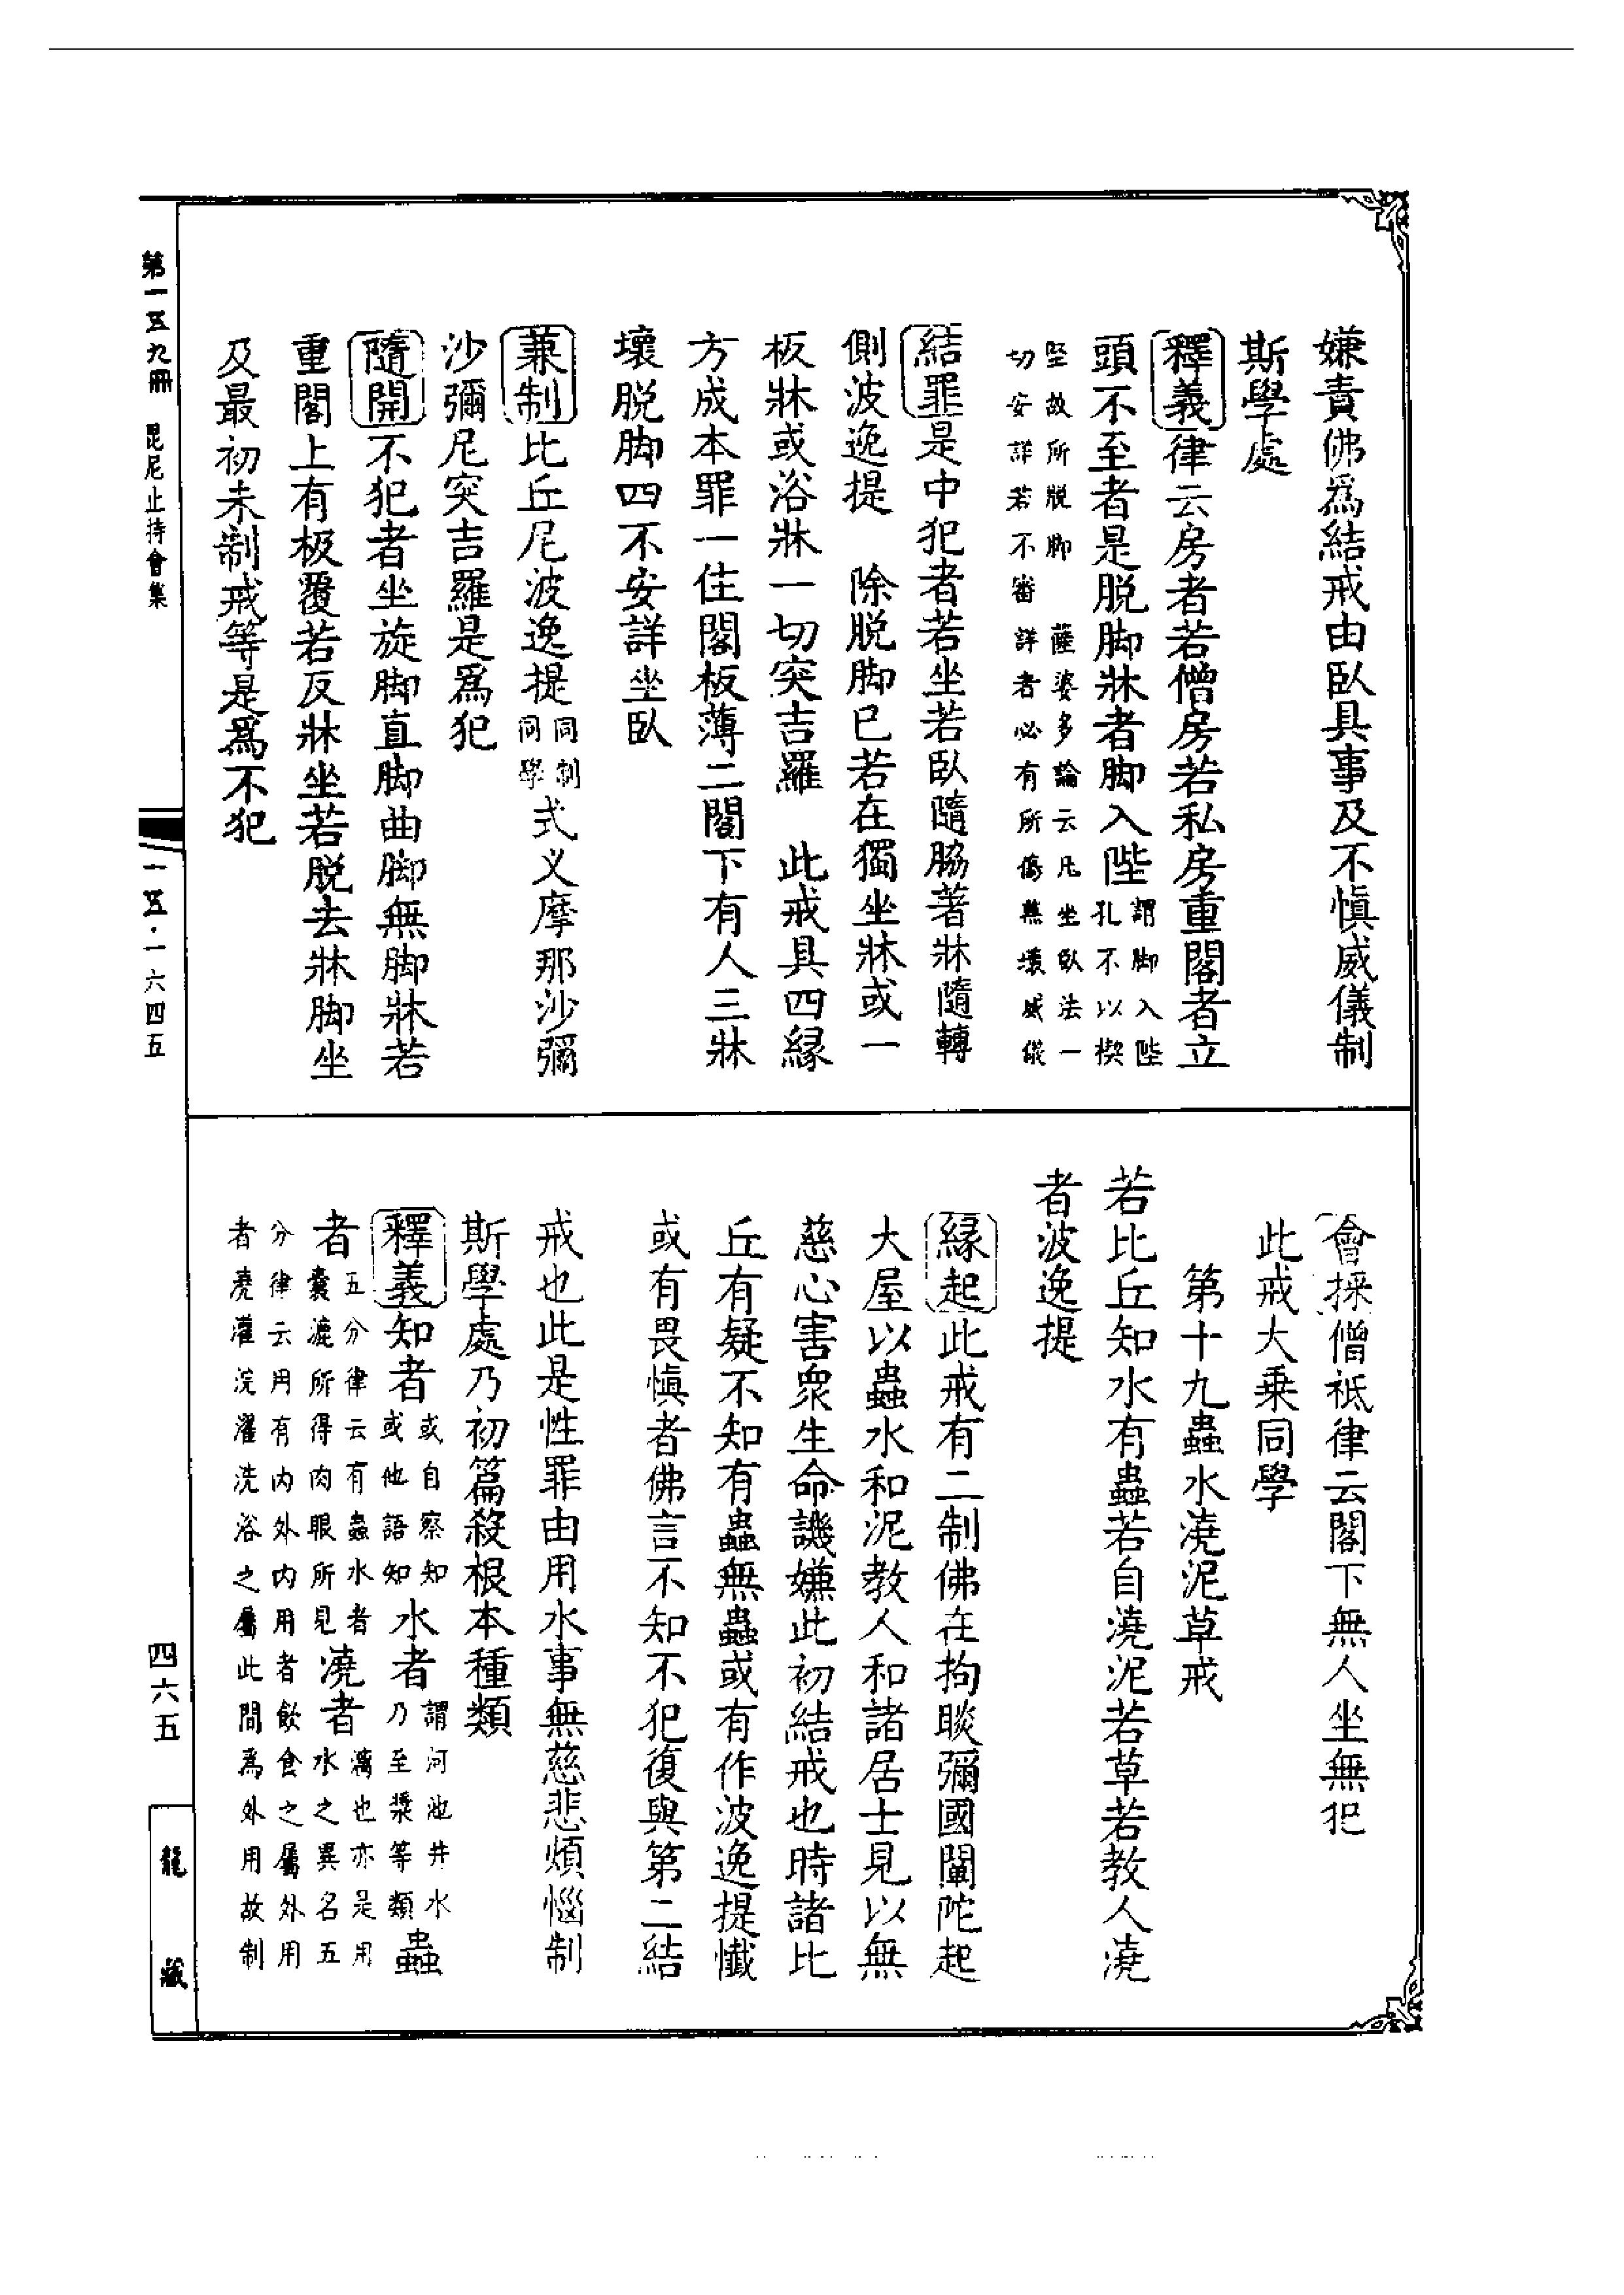 嫌責佛爲結戒由臥具事及不愼威儀制
斯學處
釋義律云房者若僧房若私房重閣者立
頭不至者是脱脚牀者脚入陛謂脚入陛孔不以楔
堅故所脱脚 薩婆多論云凡坐臥法一
切安詳若不審詳者必有所傷兼壞威儀
結罪是中犯者若坐若臥隨脇著牀隨轉
側波逸提 除脱脚已若在獨坐牀或一
板牀或浴牀一切突吉羅 此戒具四緣
方成本罪一住閣板薄二閣下有人三牀
壞脱脚四不安詳坐臥
兼制比丘尼波逸提同制同學式叉摩那沙彌
沙彌尼突吉羅是爲犯
隨開不犯者坐旋脚直脚曲脚無脚牀若
重閣上有板覆若反牀坐若脱去牀脚坐
及最初未制戒等是爲不犯
會採僧祇律云閣下無人坐無犯
此戒大乗同學
第十九蟲水澆泥草戒
若比丘知水有蟲若自澆泥若草若教人澆
者波逸提
緣起此戒有二制佛在拘睒彌國闡陀起
大屋以蟲水和泥教人和諸居士見以無
慈心害衆生命譏嫌此初結戒也時諸比
丘有疑不知有蟲無蟲或有作波逸提懺
或有畏愼者佛言不知不犯復與第二結
戒也此是性罪由用水事無慈悲煩惱制
斯學處乃初篇殺根本種類
釋義知者或自察知或他語知水者謂河池井水乃至漿等類蟲
者五分律云有蟲水者囊漉所得肉眼所見澆者澆也亦是用水之異名五
分律云用有內外內用者飲食之屬外用
者澆灌浣濯洗浴之屬此間爲外用故制
第一五九冊 毘尼止持會集
一五·一六四五
四六五
龍藏